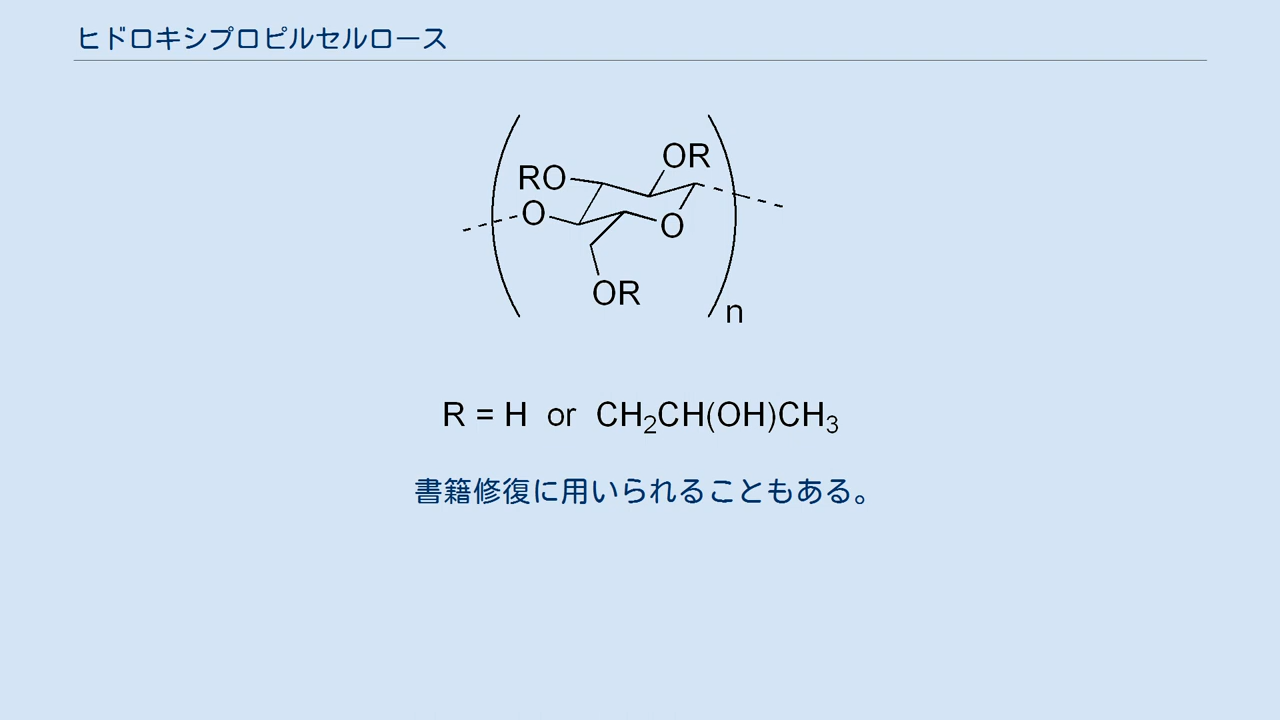 ヒドロキシプロピルセルロース
OR
RO
O
O
OR
n
R = H or CH₂CH(OH)CH₃
書籍修復に用いられることもある。